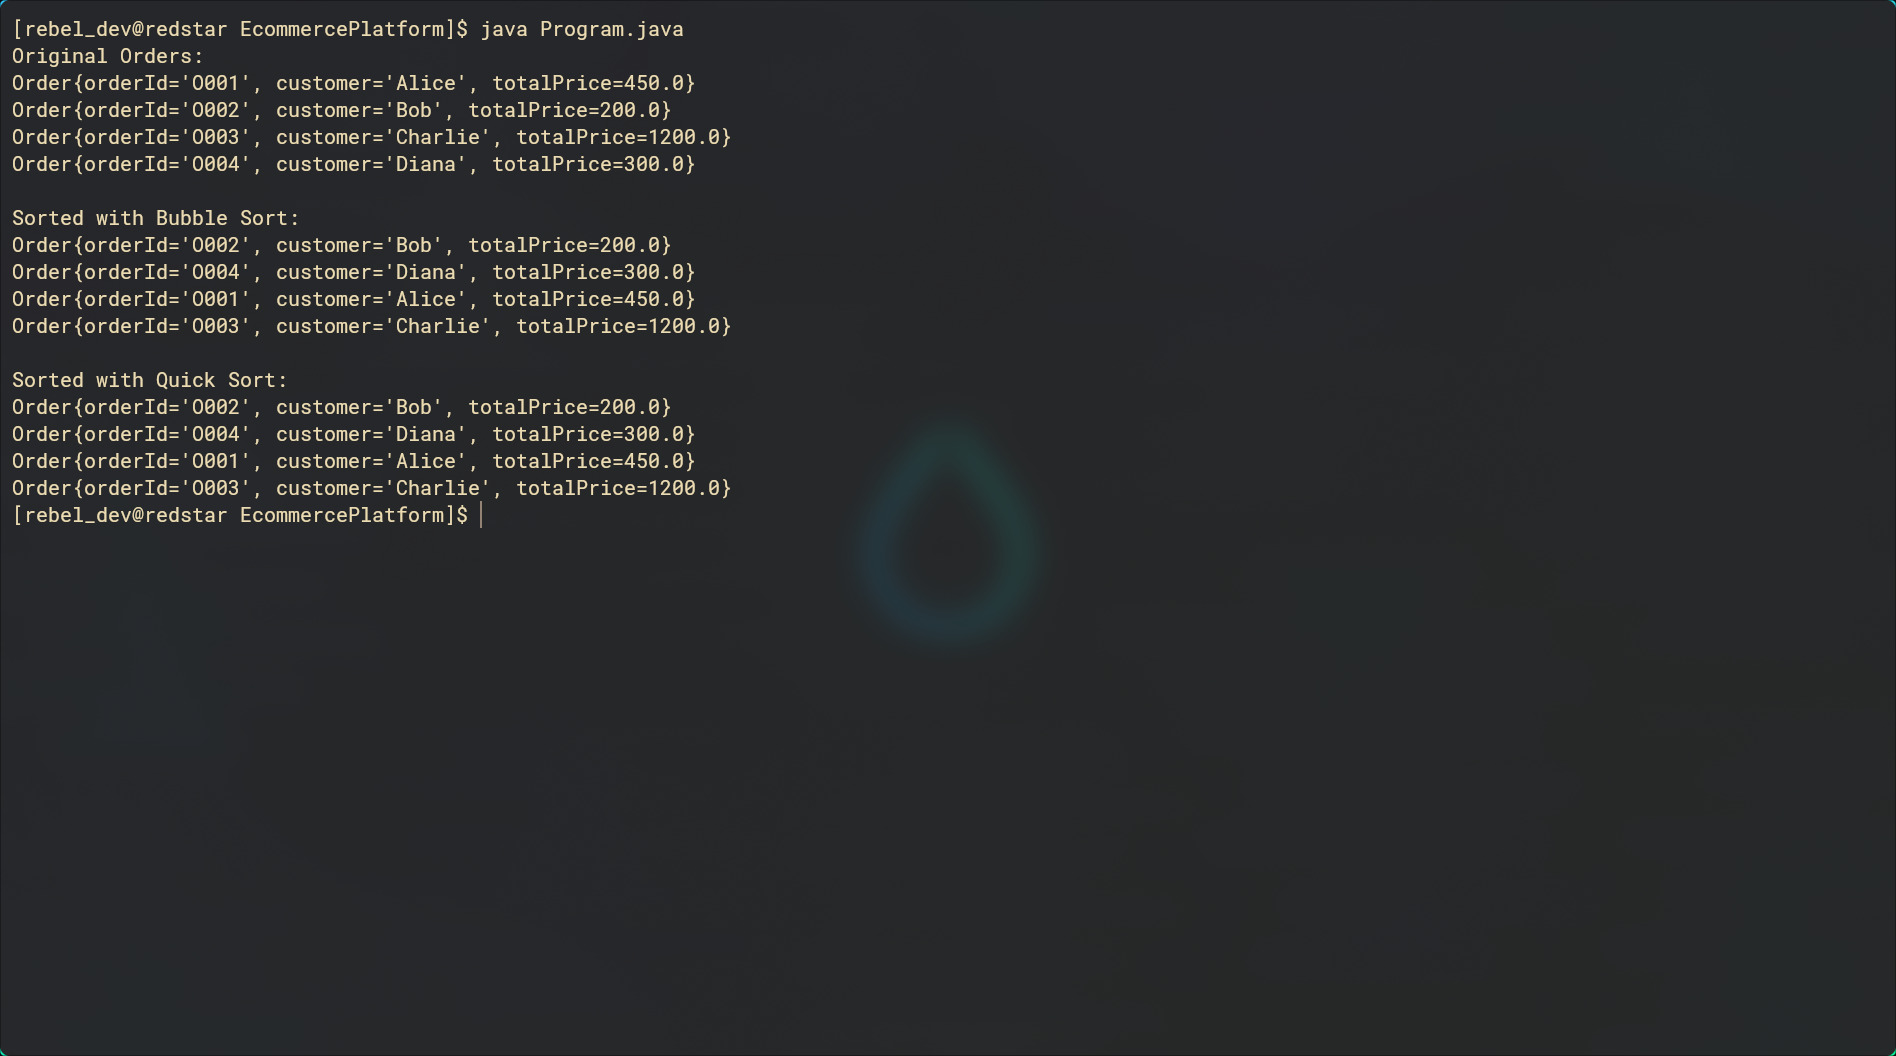 [rebel_dev@redstar EcommercePlatform]$ java Program.java
Original Orders:
Order{orderId='O001', customer='Alice', totalPrice=450.0}
Order{orderId='O002', customer='Bob', totalPrice=200.0}
Order{orderId='O003', customer='Charlie', totalPrice=1200.0}
Order{orderId='O004', customer='Diana', totalPrice=300.0}

Sorted with Bubble Sort:
Order{orderId='O002', customer='Bob', totalPrice=200.0}
Order{orderId='O004', customer='Diana', totalPrice=300.0}
Order{orderId='O001', customer='Alice', totalPrice=450.0}
Order{orderId='O003', customer='Charlie', totalPrice=1200.0}

Sorted with Quick Sort:
Order{orderId='O002', customer='Bob', totalPrice=200.0}
Order{orderId='O004', customer='Diana', totalPrice=300.0}
Order{orderId='O001', customer='Alice', totalPrice=450.0}
Order{orderId='O003', customer='Charlie', totalPrice=1200.0}
[rebel_dev@redstar EcommercePlatform]$